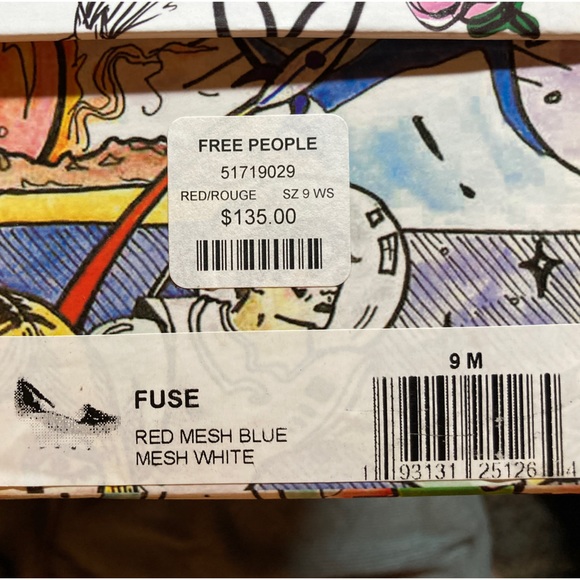 FREE PEOPLE
51719029
RED/ROUGE SZ 9 WS
$135.00
9 M
FUSE
RED MESH BLUE
MESH WHITE
1 93131 25126 4